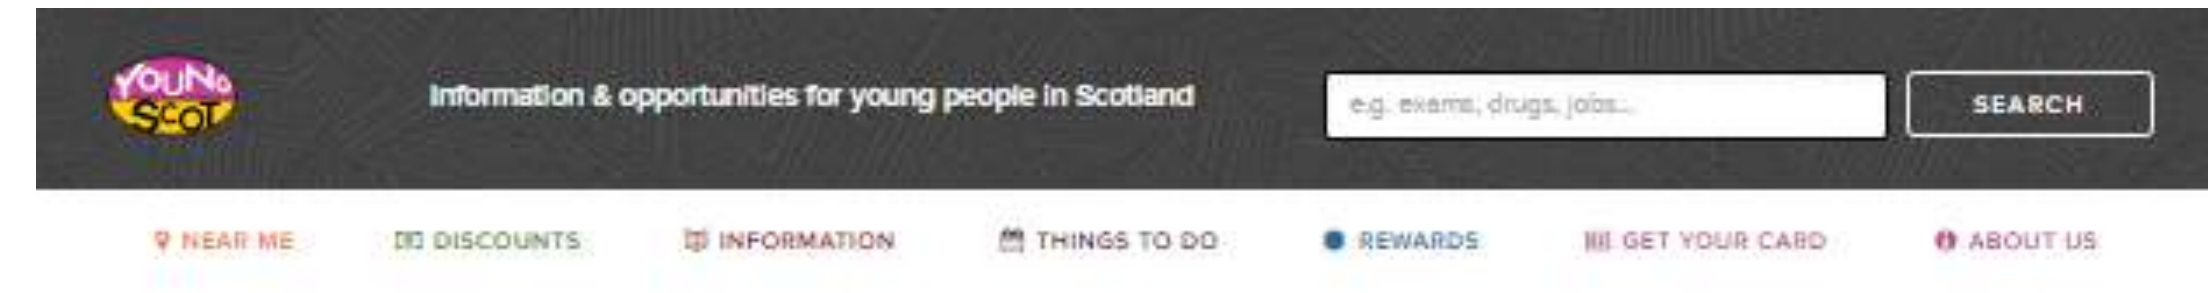 YOUNG
SCOT
Information & opportunities for young people in Scotland
e.g. exams, drugs, jobs...
SEARCH
NEAR ME
DISCOUNTS
INFORMATION
THINGS TO DO
REWARDS
GET YOUR CARD
ABOUT US